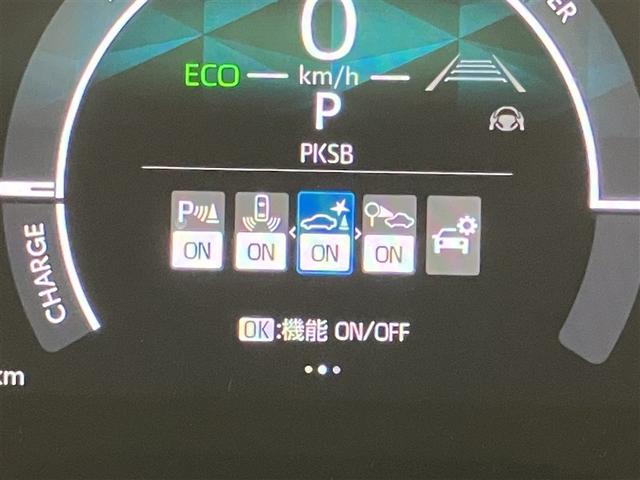 0
ECO
km/h
P
PKSB
P
ON
ON
ON
ON
CHARGE
OK:機能 ON/OFF
km